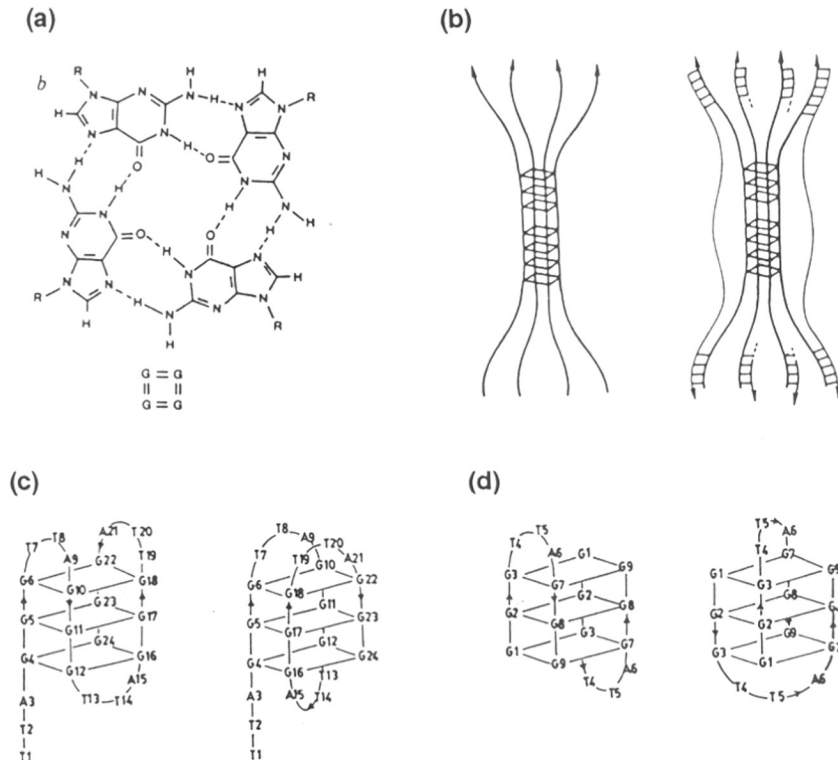 (a)
(b)
b
R H H
N N N H N N R
H N N H
H O O N
N H N
H H N H N H
N O O H H
N N
R N N H N N N H
H N H R
H
G = G
G = G
(c)
(d)
T7 T8 A9 A21 T20 T19
G6 G10 G22 G18
G5 G11 G23 G17
G4 G12 G24 G16
A3 T13 T14 A15
T2
T1
T7 T8 A9 T19 T20 A21
G6 G18 G10 G22
G5 G17 G11 G23
G4 G16 G12 G24
A3 A15 T14 T13
T2
T1
T4 T5 A6 G1
G3 G7 G9
G2 G8 G2 G8
G1 G9 G3 G7
T4 T5 A6
T5 A6
T4 G7
G1 G3 G9
G2 G2 G8
G3 G1 G9
T4 T5 A6